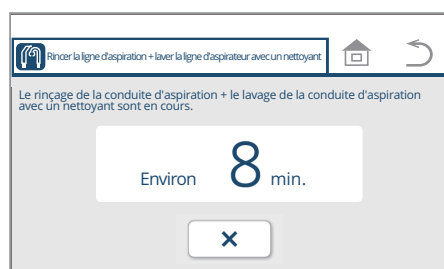 Rincer la ligne d'aspiration + laver la ligne d'aspirateur avec un nettoyant
Le rinçage de la conduite d'aspiration + le lavage de la conduite d'aspiration
avec un nettoyant sont en cours.
Environ 8 min.